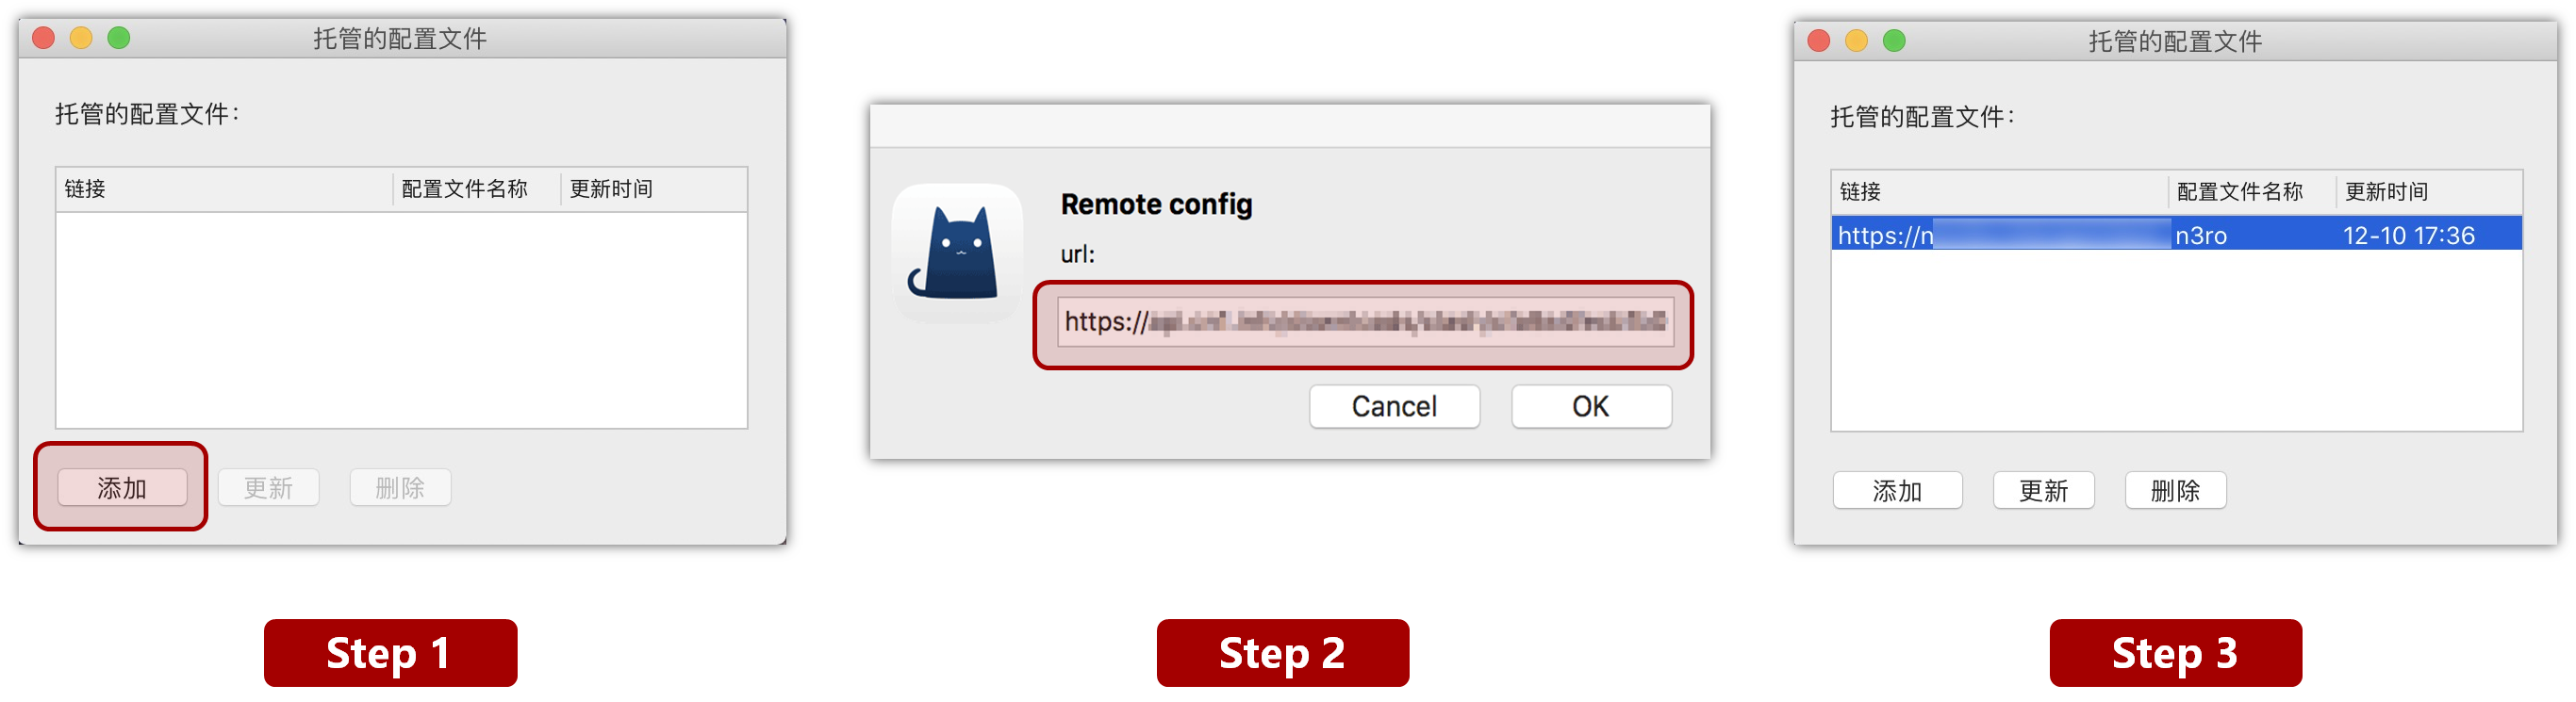 托管的配置文件
托管的配置文件：
链接 配置文件名称 更新时间
添加 更新 删除
Step 1
Remote config
url:
https://
Cancel OK
Step 2
托管的配置文件
托管的配置文件：
链接 配置文件名称 更新时间
https://n n3ro 12-10 17:36
添加 更新 删除
Step 3